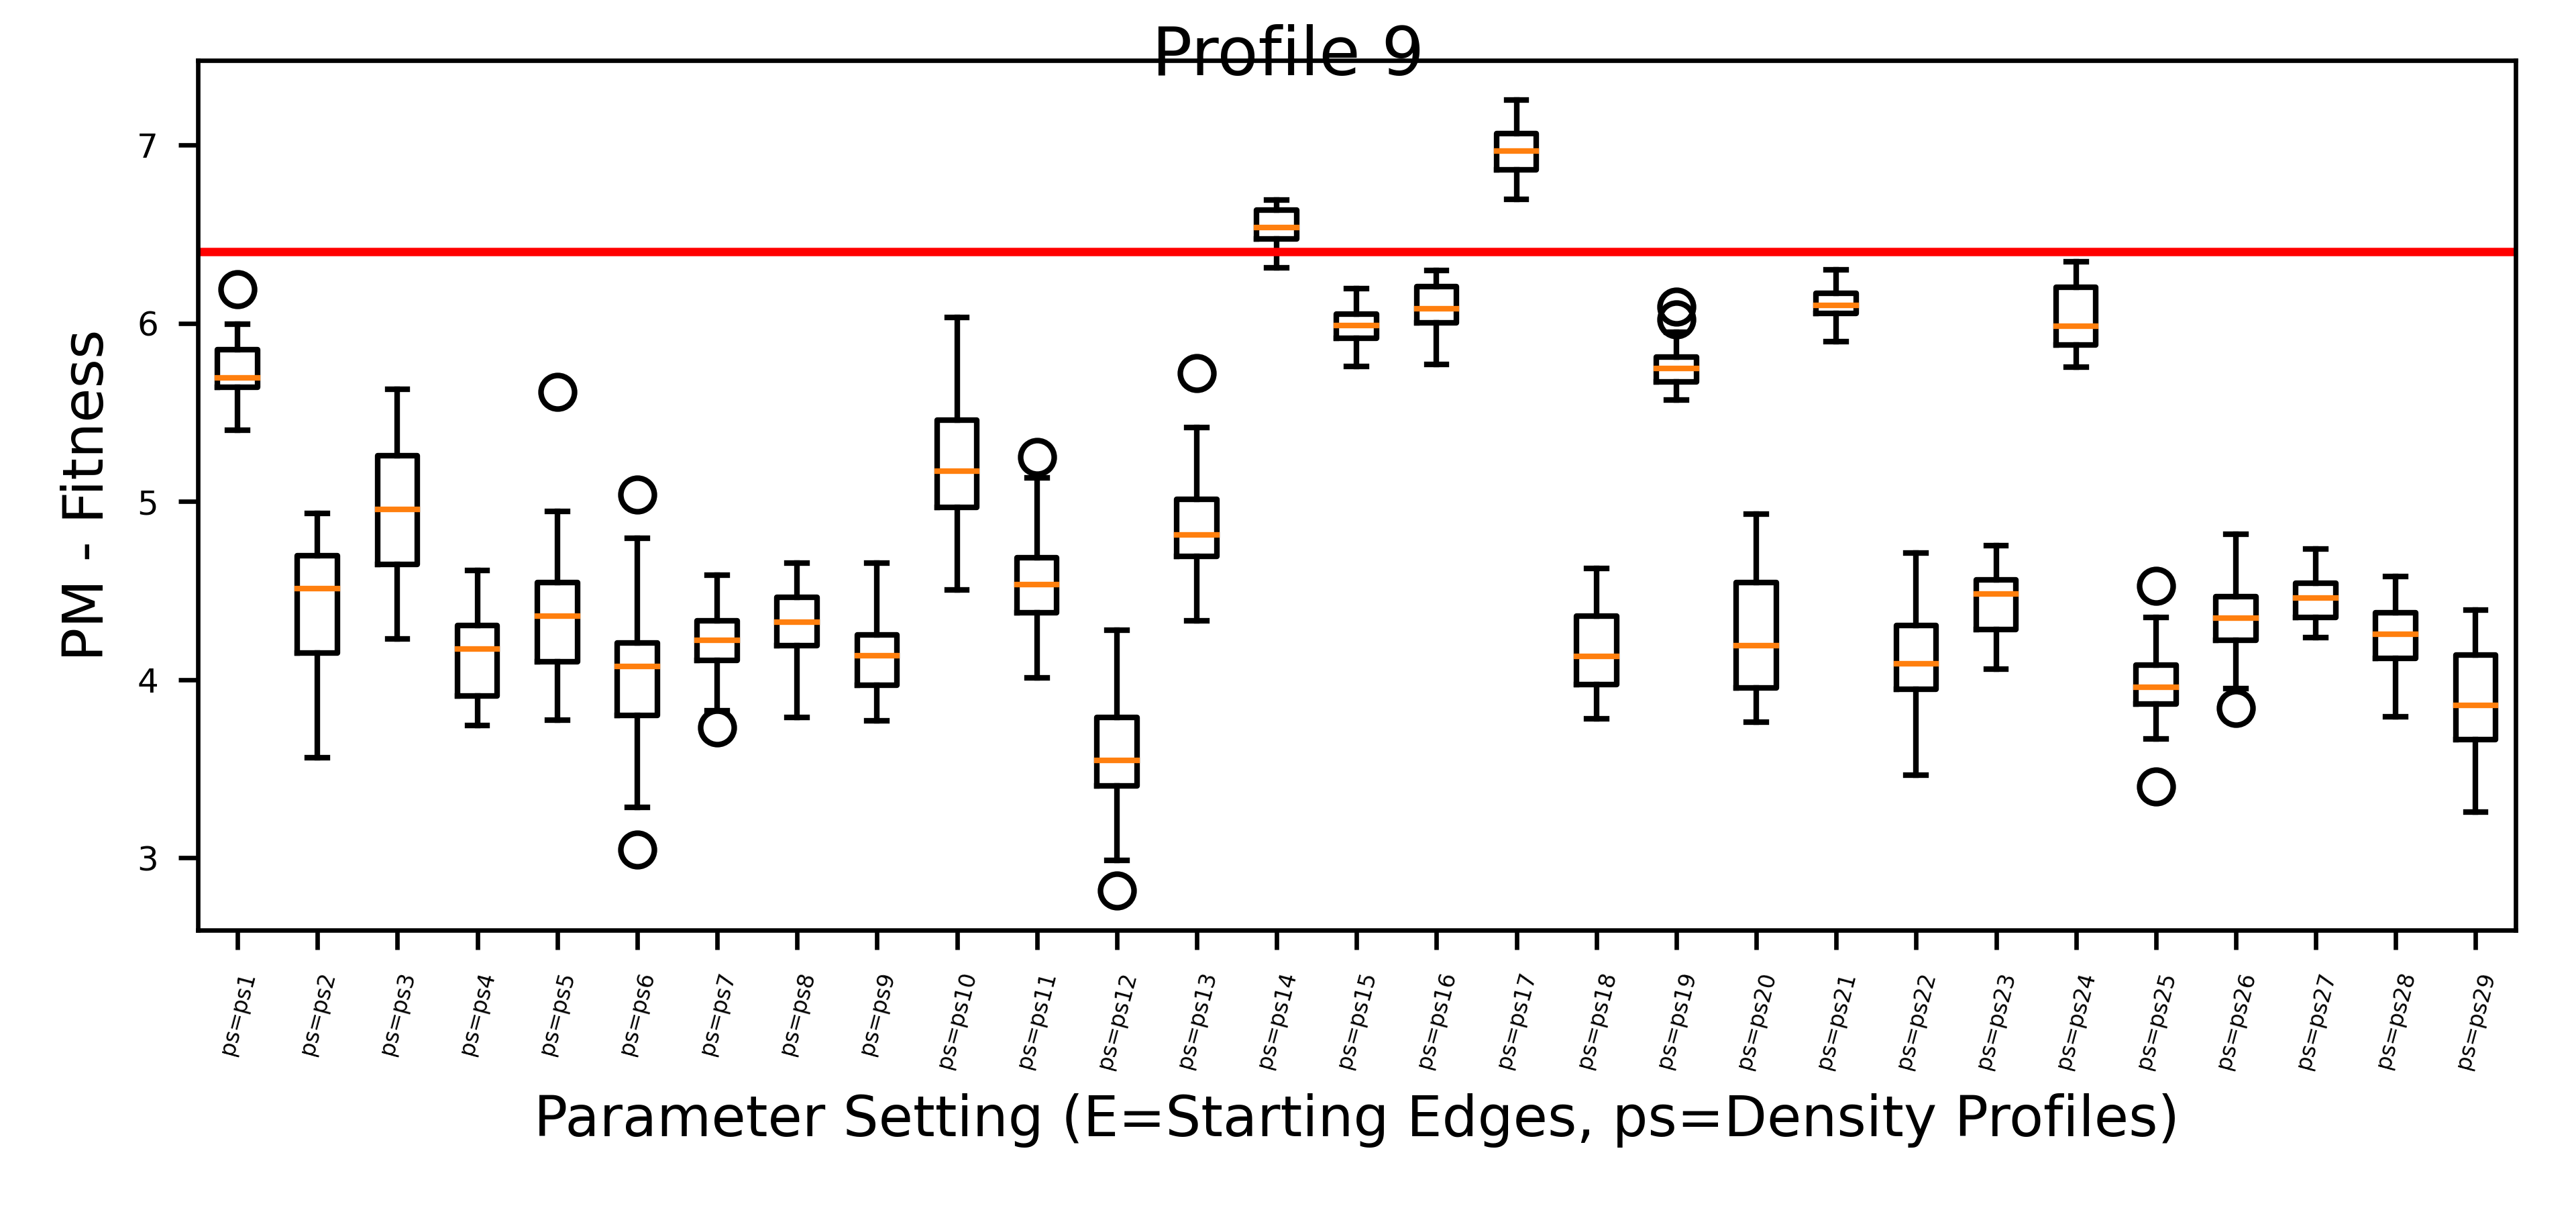 Profile 9
PM - Fitness
7
6
5
4
3
ps=ps1
ps=ps2
ps=ps3
ps=ps4
ps=ps5
ps=ps6
ps=ps7
ps=ps8
ps=ps9
ps=ps10
ps=ps11
ps=ps12
ps=ps13
ps=ps14
ps=ps15
ps=ps16
ps=ps17
ps=ps18
ps=ps19
ps=ps20
ps=ps21
ps=ps22
ps=ps23
ps=ps24
ps=ps25
ps=ps26
ps=ps27
ps=ps28
ps=ps29
Parameter Setting (E=Starting Edges, ps=Density Profiles)